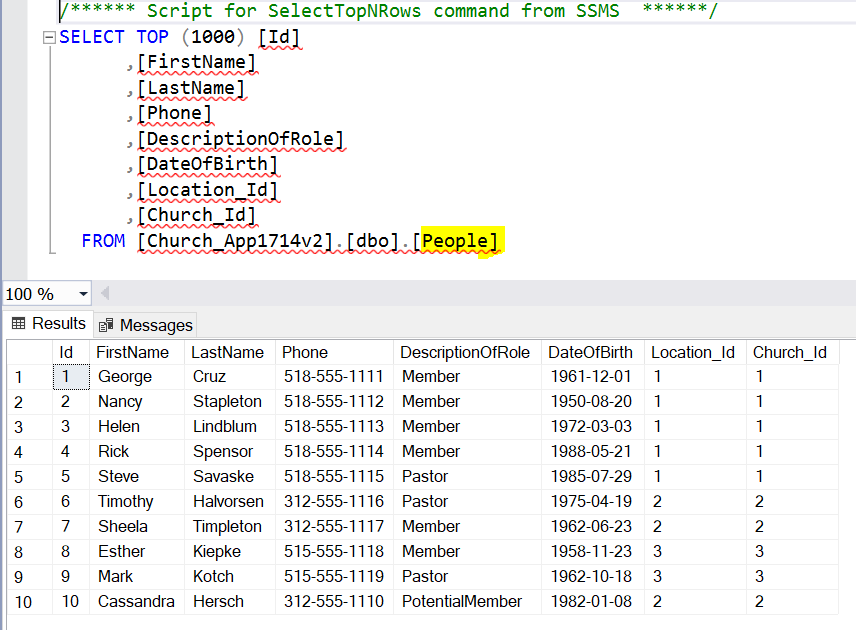 /****** Script for SelectTopNRows command from SSMS  ******/
SELECT TOP (1000) [Id]
,[FirstName]
,[LastName]
,[Phone]
,[DescriptionOfRole]
,[DateOfBirth]
,[Location_Id]
,[Church_Id]
FROM [Church_App1714v2].[dbo].[People]
100 %
Results Messages
Id FirstName LastName Phone DescriptionOfRole DateOfBirth Location_Id Church_Id
1 1 George Cruz 518-555-1111 Member 1961-12-01 1 1
2 2 Nancy Stapleton 518-555-1112 Member 1950-08-20 1 1
3 3 Helen Lindblum 518-555-1113 Member 1972-03-03 1 1
4 4 Rick Spensor 518-555-1114 Member 1988-05-21 1 1
5 5 Steve Savaske 518-555-1115 Pastor 1985-07-29 1 1
6 6 Timothy Halvorsen 312-555-1116 Pastor 1975-04-19 2 2
7 7 Sheela Timpleton 312-555-1117 Member 1962-06-23 2 2
8 8 Esther Kiepke 515-555-1118 Member 1958-11-23 3 3
9 9 Mark Kotch 515-555-1119 Pastor 1962-10-18 3 3
10 10 Cassandra Hersch 312-555-1110 PotentialMember 1982-01-08 2 2